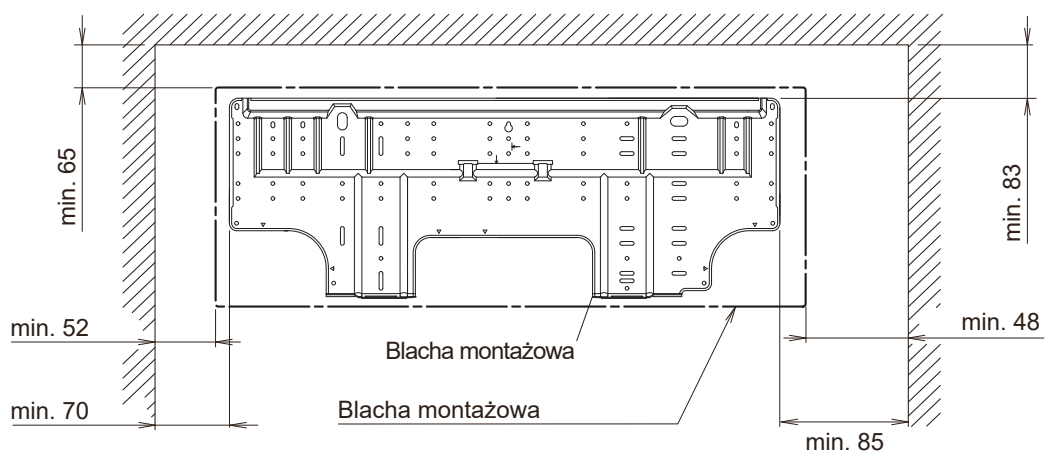 min. 65
min. 83
min. 52
min. 48
Blacha montażowa
min. 70
Blacha montażowa
min. 85